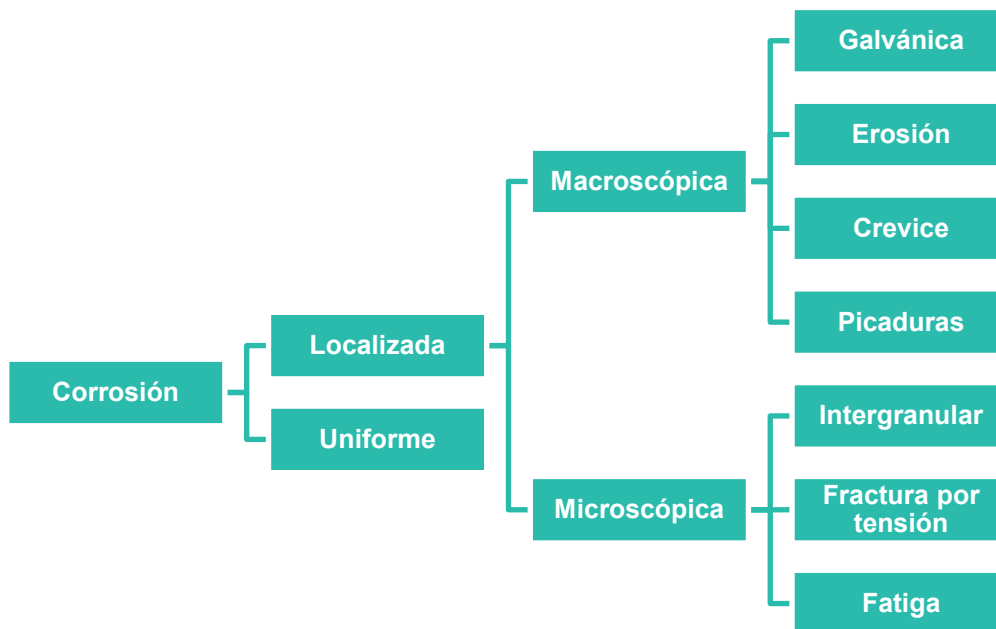 Corrosión
Localizada
Uniforme
Macroscópica
Microscópica
Galvánica
Erosión
Crevice
Picaduras
Intergranular
Fractura por
tensión
Fatiga